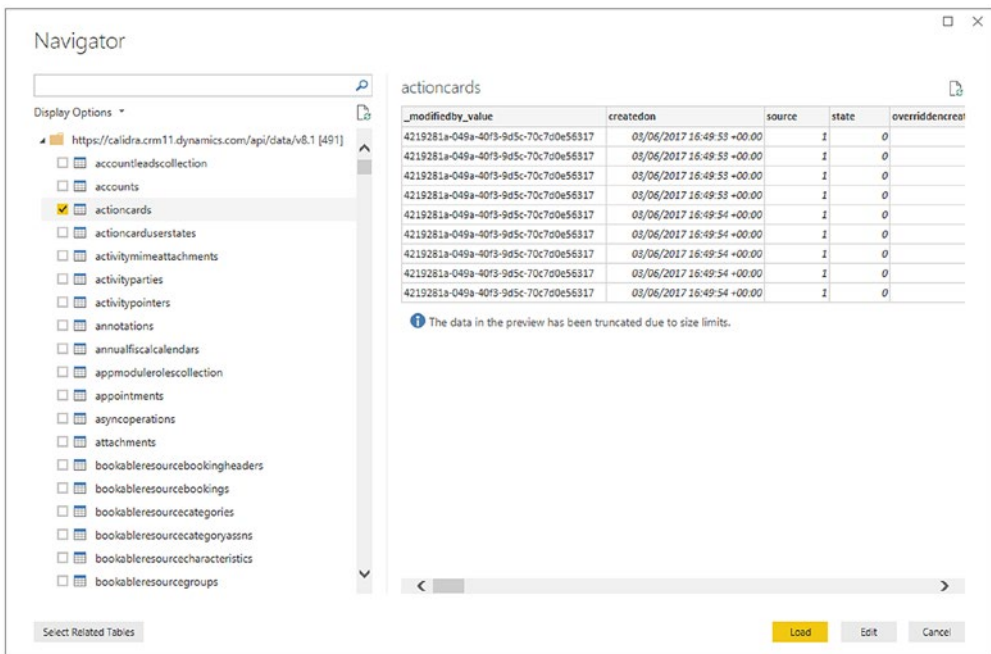 Navigator
Display Options
https://calidra.crm11.dynamics.com/api/data/v8.1 [491]
accountleadscollection
accounts
actioncards
actioncarduserstates
activitymimeattachments
activityparties
activitypointers
annotations
annualfiscalcalendars
appmodulerolescollection
appointments
asyncoperations
attachments
bookableresourcebookingheaders
bookableresourcebookings
bookableresourcecategories
bookableresourcecategoryassns
bookableresourcecharacteristics
bookableresourcegroups
Select Related Tables
actioncards
_modifiedby_value createdon source state overriddencreat
4219281a-049a-40f3-9d5c-70c7d0e56317 03/06/2017 16:49:53 +00:00 1 0
4219281a-049a-40f3-9d5c-70c7d0e56317 03/06/2017 16:49:53 +00:00 1 0
4219281a-049a-40f3-9d5c-70c7d0e56317 03/06/2017 16:49:53 +00:00 1 0
4219281a-049a-40f3-9d5c-70c7d0e56317 03/06/2017 16:49:53 +00:00 1 0
4219281a-049a-40f3-9d5c-70c7d0e56317 03/06/2017 16:49:54 +00:00 1 0
4219281a-049a-40f3-9d5c-70c7d0e56317 03/06/2017 16:49:54 +00:00 1 0
4219281a-049a-40f3-9d5c-70c7d0e56317 03/06/2017 16:49:54 +00:00 1 0
4219281a-049a-40f3-9d5c-70c7d0e56317 03/06/2017 16:49:54 +00:00 1 0
4219281a-049a-40f3-9d5c-70c7d0e56317 03/06/2017 16:49:54 +00:00 1 0
The data in the preview has been truncated due to size limits.
Load Edit Cancel